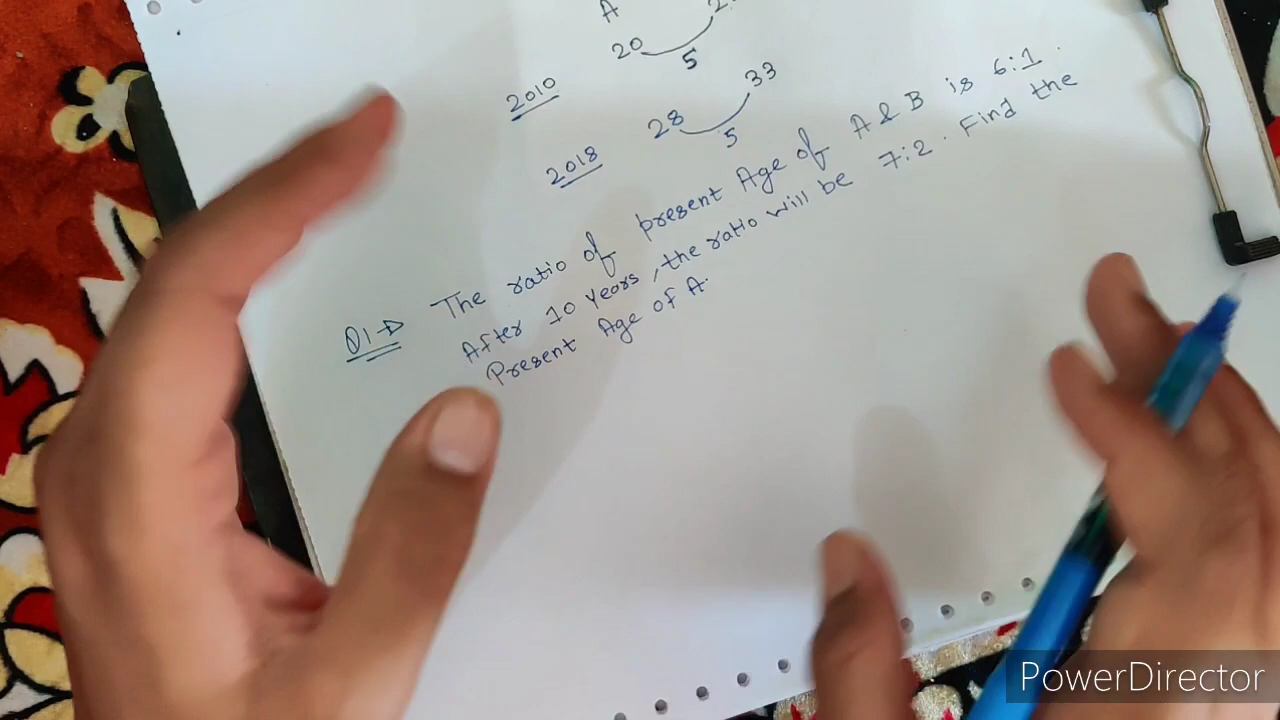 A
20 5
2010
28 5 33
2018
Q1→ The ratio of present Age of A & B is 6:1.
After 10 Years, the ratio will be 7:2. Find the
Present Age of A.
PowerDirector